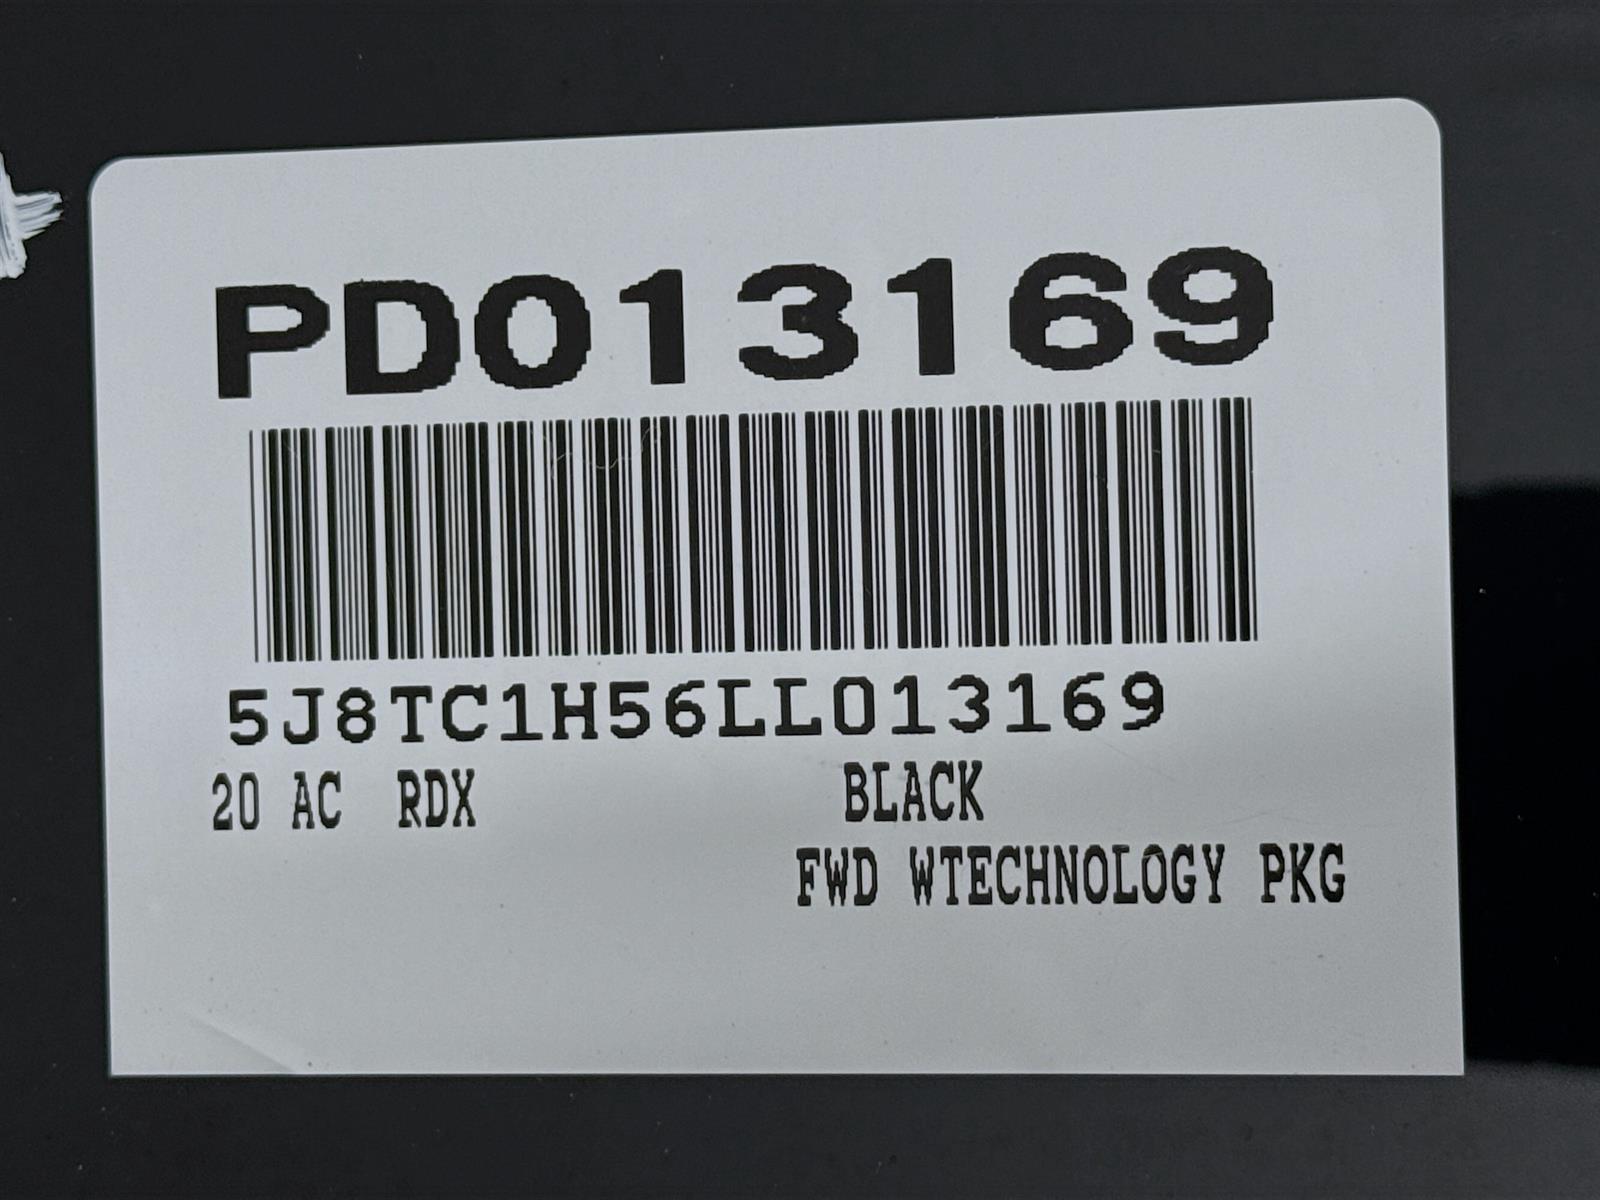 PD013169
5J8TC1H56LL013169
20 AC RDX BLACK
FWD WTECHNOLOGY PKG